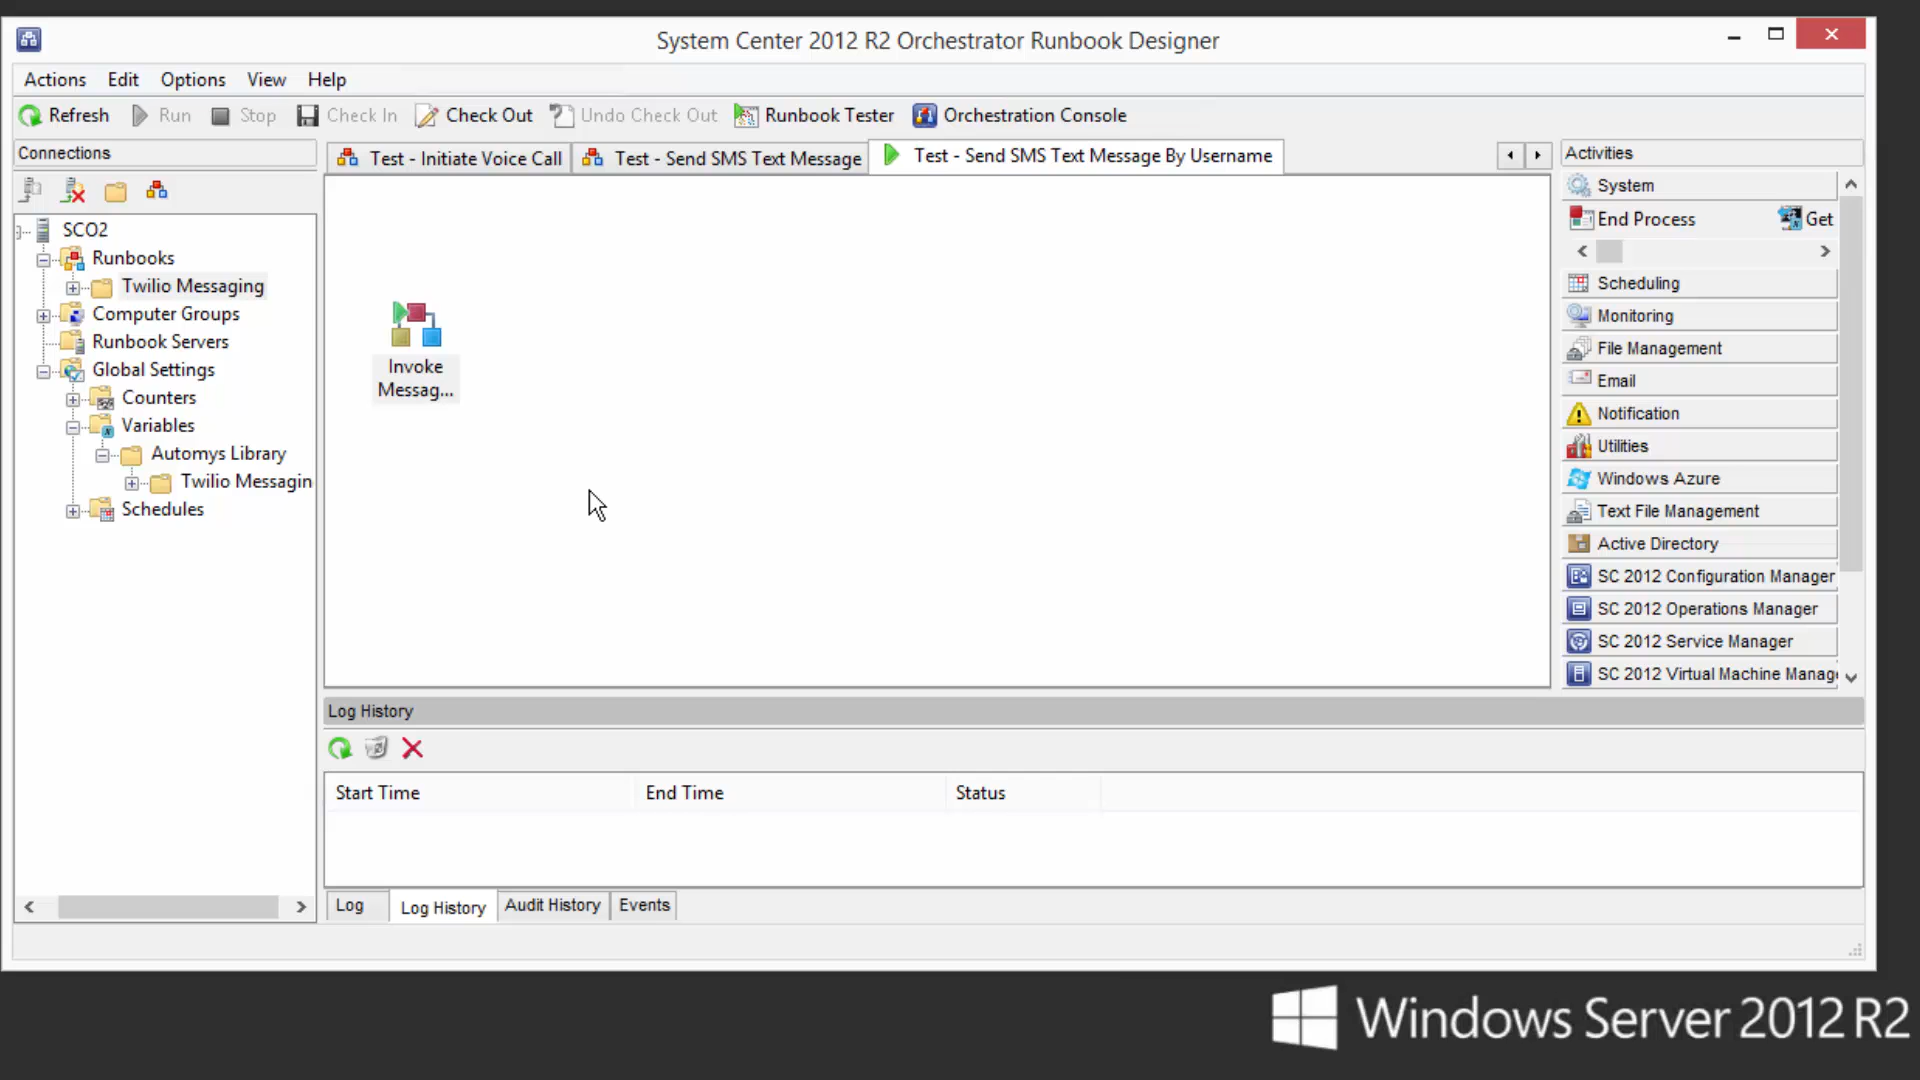 System Center 2012 R2 Orchestrator Runbook Designer
Actions Edit Options View Help
Refresh Run Stop Check In Check Out Undo Check Out Runbook Tester Orchestration Console
Connections
Test - Initiate Voice Call
Test - Send SMS Text Message
Test - Send SMS Text Message By Username
Activities
SCO2
Runbooks
Twilio Messaging
Computer Groups
Runbook Servers
Global Settings
Counters
Variables
Automys Library
Twilio Messagin
Schedules
Invoke
Messag...
System
End Process Get
Scheduling
Monitoring
File Management
Email
Notification
Utilities
Windows Azure
Text File Management
Active Directory
SC 2012 Configuration Manager
SC 2012 Operations Manager
SC 2012 Service Manager
SC 2012 Virtual Machine Manag
Log History
Start Time End Time Status
Log Log History Audit History Events
Windows Server 2012 R2